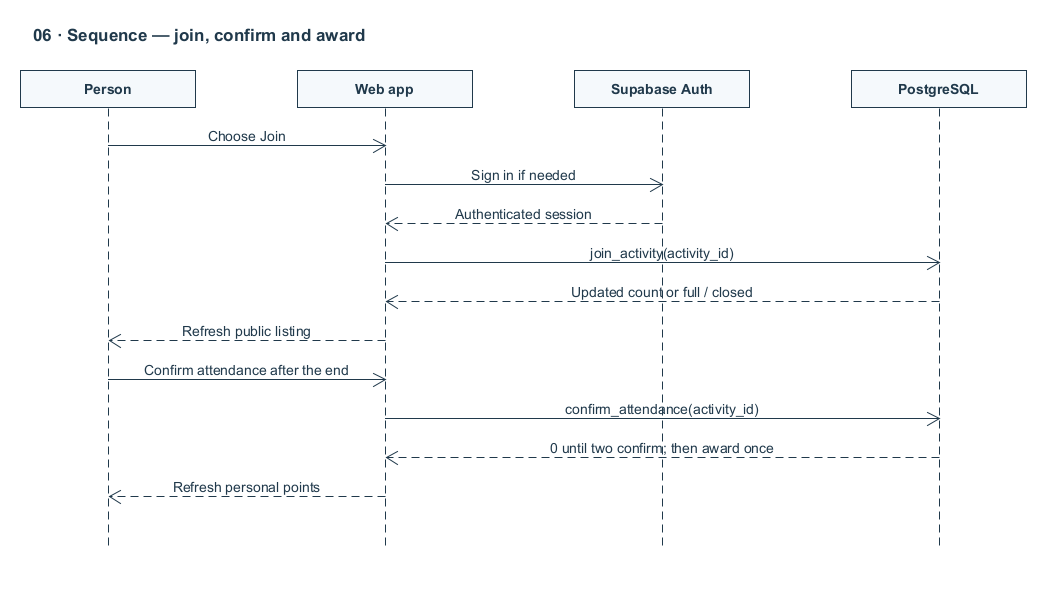 06 · Sequence — join, confirm and award
Person
Web app
Supabase Auth
PostgreSQL
Choose Join
Sign in if needed
Authenticated session
join_activity(activity_id)
Updated count or full / closed
Refresh public listing
Confirm attendance after the end
confirm_attendance(activity_id)
0 until two confirm; then award once
Refresh personal points